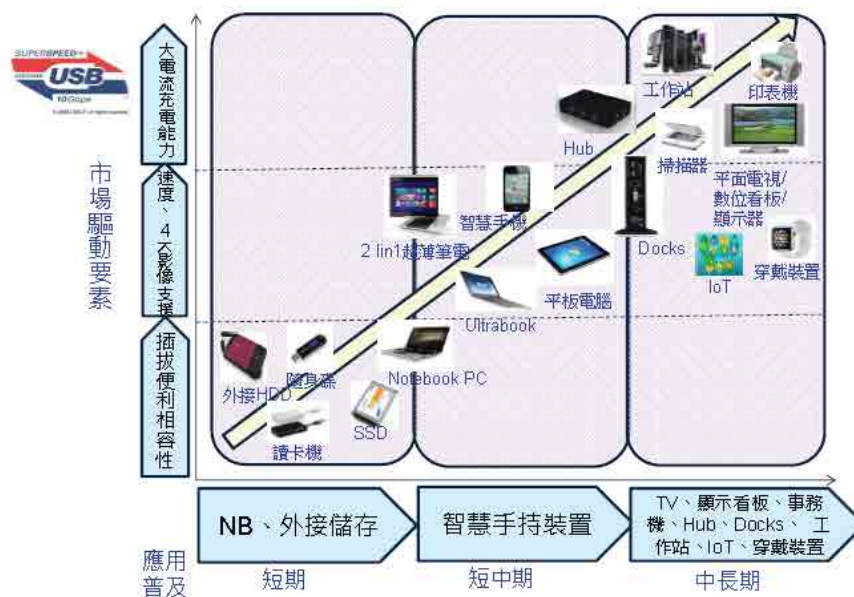 SUPERSPEED+
USB
10Gbps
市場驅動要素
大電流充電能力
速度、4K影像支援
插拔便利相容性
工作站
印表機
Hub
掃描器
平面電視/
數位看板/
顯示器
智慧手機
2 lin1超薄筆電
Docks
IoT
穿戴裝置
平板電腦
Ultrabook
外接HDD
隨身碟
Notebook PC
讀卡機
SSD
NB、外接儲存
智慧手持裝置
TV、顯示看板、事務
機、Hub、Docks、 工
作站、IoT、穿戴裝置
應用
普及
短期
短中期
中長期